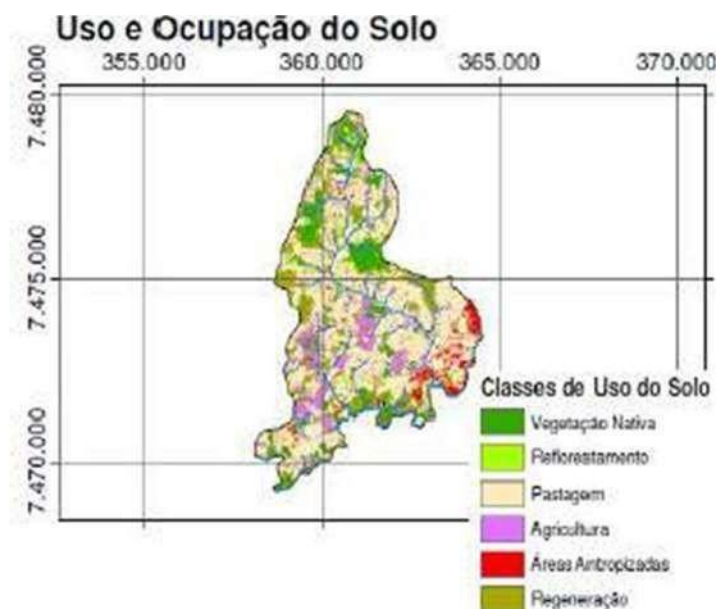 Uso e Ocupação do Solo
355.000 360.000 365.000 370.000
7.480.000
7.475.000
7.470.000
Classes de Uso do Solo
Vegetação Nativa
Reflorestamento
Pastagem
Agricultura
Áreas Antropizadas
Regeneração